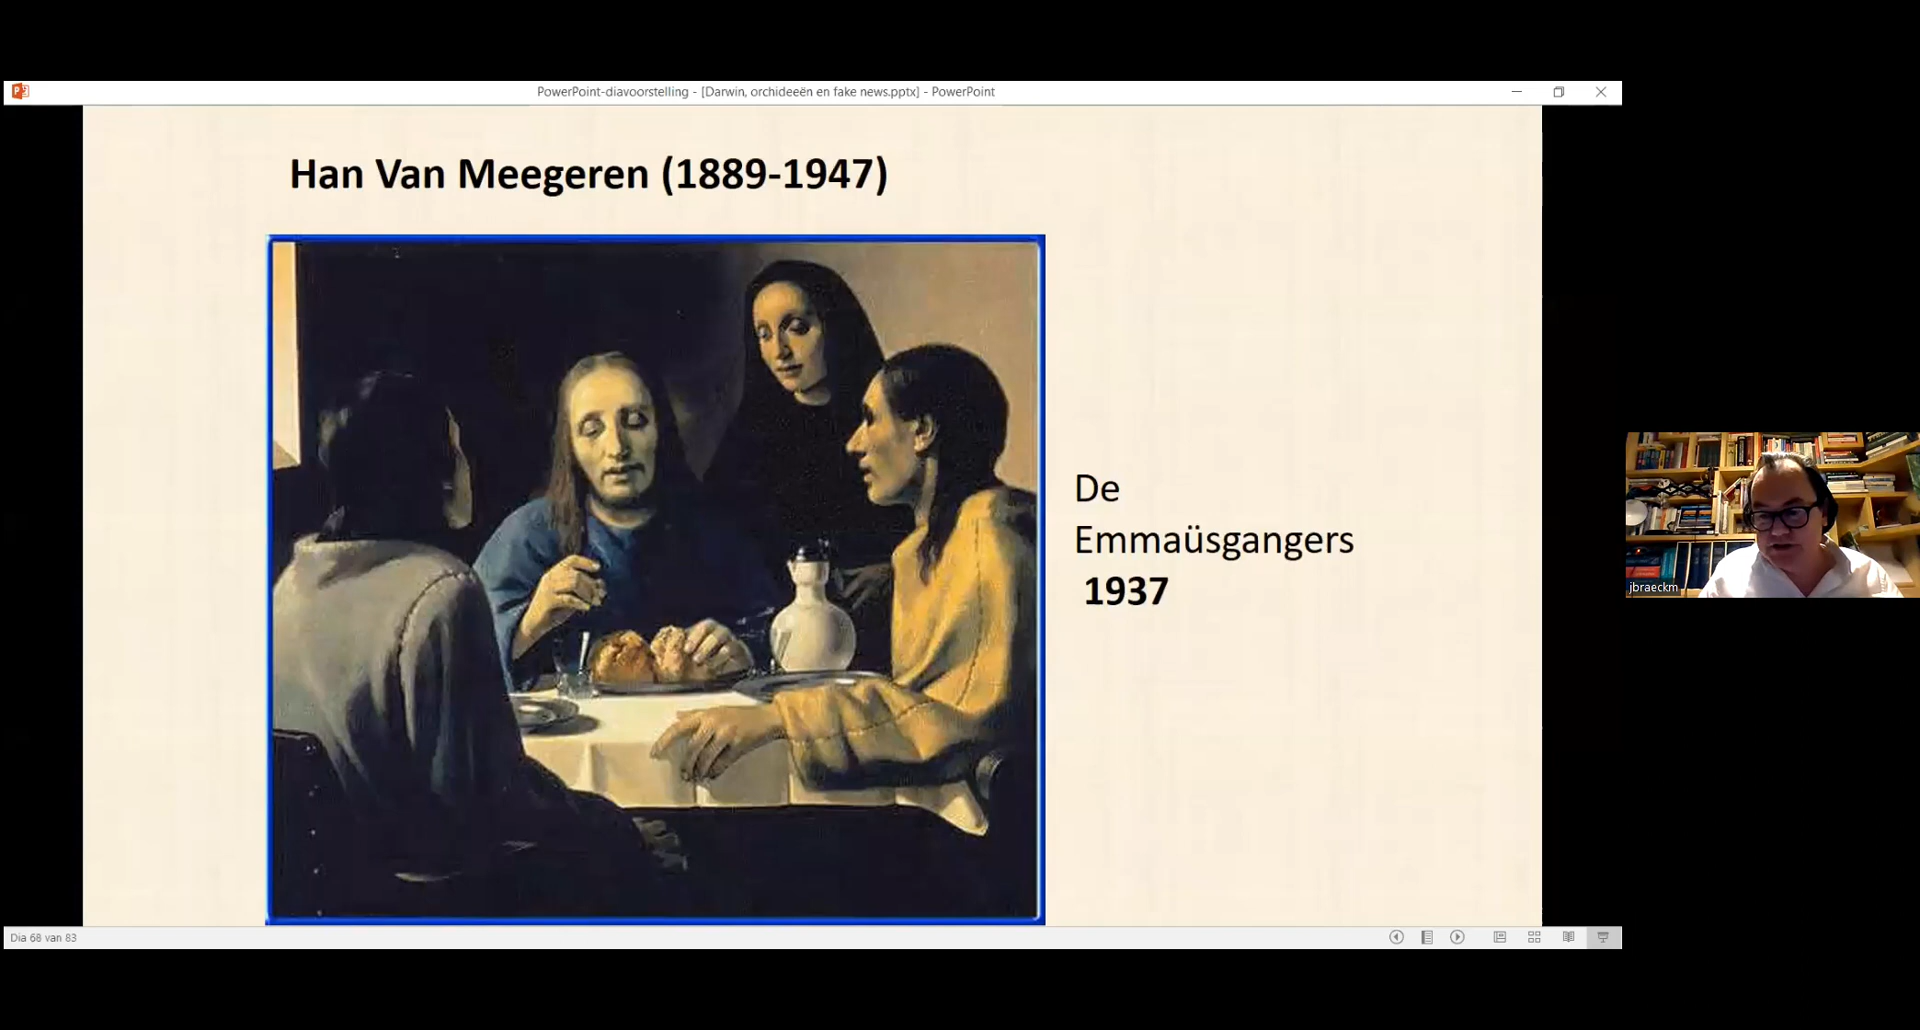 PowerPoint-diavoorstelling - [Darwin, orchideeën en fake news.pptx] - PowerPoint
Han Van Meegeren (1889-1947)
De
Emmaüsgangers
1937
jbraeckm
Dia 68 van 83